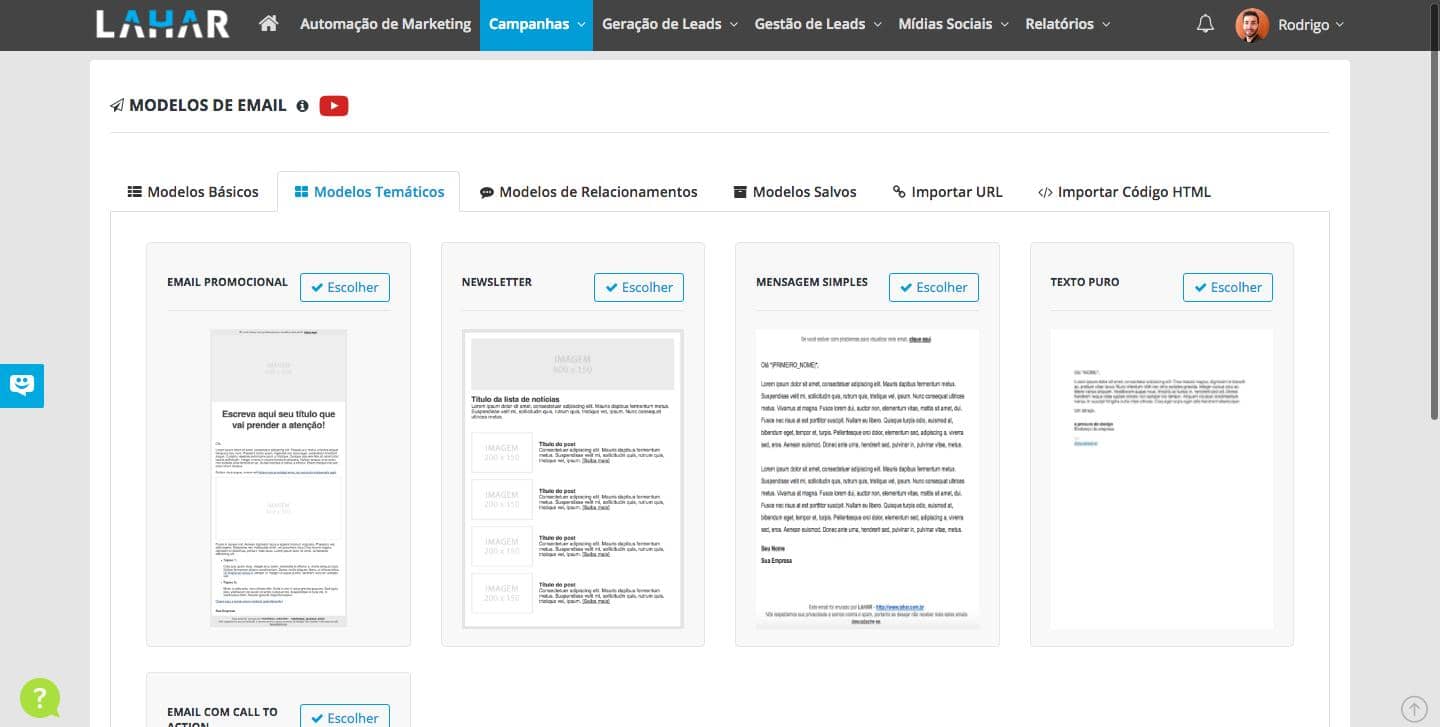 LAHAR
Automação de Marketing
Campanhas
Geração de Leads
Gestão de Leads
Mídias Sociais
Relatórios
Rodrigo
MODELOS DE EMAIL
Modelos Básicos
Modelos Temáticos
Modelos de Relacionamentos
Modelos Salvos
Importar URL
</> Importar Código HTML
EMAIL PROMOCIONAL
Escolher
Escreva aqui seu título que
vai prender a atenção!
NEWSLETTER
Escolher
IMAGEM
600 x 150
Título da lista de notícias
Lorem ipsum dolor sit amet, consectetuer adipiscing elit. Mauris dapibus fermentum metus.
Suspendisse velit mi, sollicitudin quis, rutrum quis, tristique vel, ipsum. Nunc consequat
ultrices metus.
IMAGEM
200 x 150
Título do post
Consectetuer adipiscing elit. Mauris dapibus fermentum
metus. Suspendisse velit mi, sollicitudin quis, rutrum quis,
tristique vel, ipsum. [Saiba mais]
IMAGEM
200 x 150
Título do post
Consectetuer adipiscing elit. Mauris dapibus fermentum
metus. Suspendisse velit mi, sollicitudin quis, rutrum quis,
tristique vel, ipsum. [Saiba mais]
IMAGEM
200 x 150
Título do post
Consectetuer adipiscing elit. Mauris dapibus fermentum
metus. Suspendisse velit mi, sollicitudin quis, rutrum quis,
tristique vel, ipsum. [Saiba mais]
IMAGEM
200 x 150
Título do post
Consectetuer adipiscing elit. Mauris dapibus fermentum
metus. Suspendisse velit mi, sollicitudin quis, rutrum quis,
tristique vel, ipsum. [Saiba mais]
MENSAGEM SIMPLES
Escolher
Se você estiver com problemas para visualizar este email, clique aqui
Olá *|PRIMEIRO_NOME|*,
Lorem ipsum dolor sit amet, consectetuer adipiscing elit. Mauris dapibus fermentum metus.
Suspendisse velit mi, sollicitudin quis, rutrum quis, tristique vel, ipsum. Nunc consequat ultrices
metus. Vivamus at magna. Fusce lorem dui, auctor non, elementum vitae, mattis sit amet, dui.
Fusce nec risus at est porttitor suscipit. Nullam eu libero. Quisque turpis odio, suscipit at,
bibendum eget, tempor et, turpis. Pellentesque orci dolor, elementum sed, adipiscing a, viverra
sed, eros. Aenean euismod. Donec ante urna, hendrerit sed, pulvinar in, pulvinar vitae, metus.
Lorem ipsum dolor sit amet, consectetuer adipiscing elit. Mauris dapibus fermentum metus.
Suspendisse velit mi, sollicitudin quis, rutrum quis, tristique vel, ipsum. Nunc consequat ultrices
metus. Vivamus at magna. Fusce lorem dui, auctor non, elementum vitae, mattis sit amet, dui.
Fusce nec risus at est porttitor suscipit. Nullam eu libero. Quisque turpis odio, suscipit at,
bibendum eget, tempor et, turpis. Pellentesque orci dolor, elementum sed, adipiscing a, viverra
sed, eros. Aenean euismod. Donec ante urna, hendrerit sed, pulvinar in, pulvinar vitae, metus.
Seu Nome
Sua Empresa
Este email foi enviado por LAHAR - http://www.lahar.com.br
descadastre-se.
TEXTO PURO
Escolher
EMAIL COM CALL TO
ACTION
Escolher
?